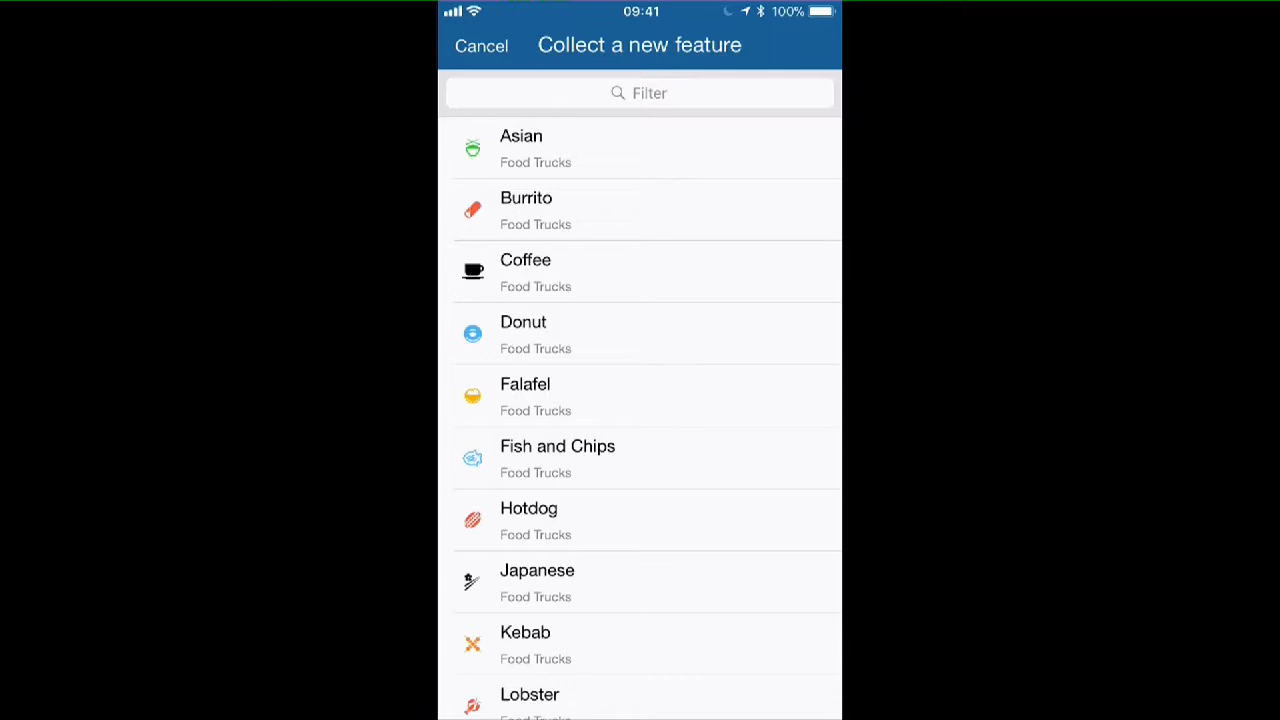 09:41
100%
Cancel
Collect a new feature
Filter
Asian
Food Trucks
Burrito
Food Trucks
Coffee
Food Trucks
Donut
Food Trucks
Falafel
Food Trucks
Fish and Chips
Food Trucks
Hotdog
Food Trucks
Japanese
Food Trucks
Kebab
Food Trucks
Lobster
Food Trucks